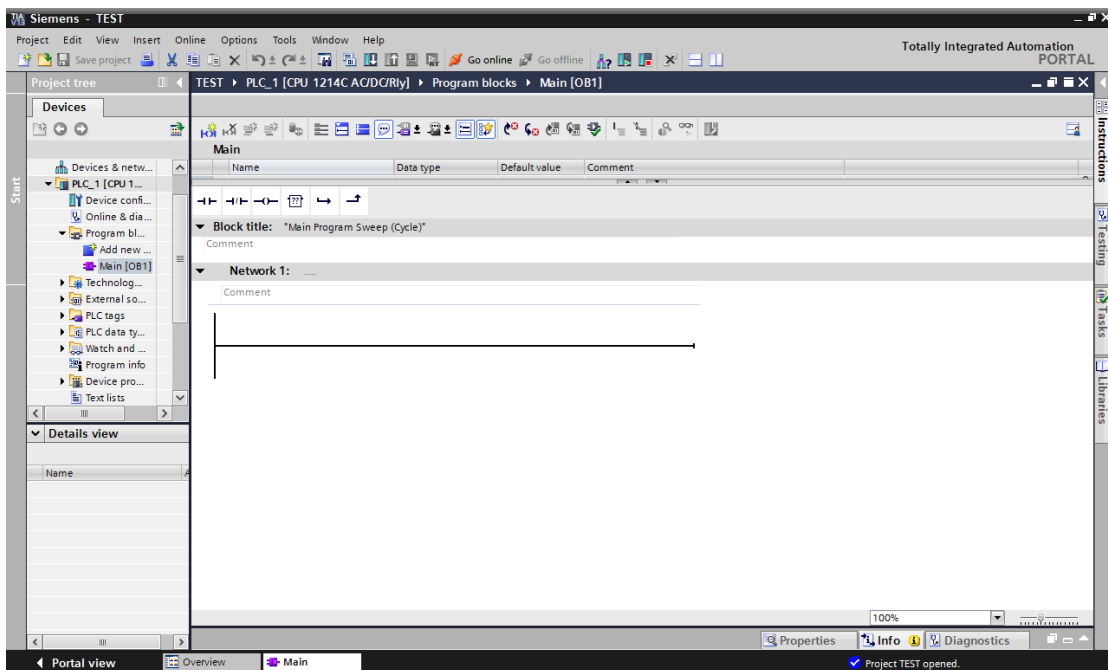 Siemens - TEST
Project Edit View Insert Online Options Tools Window Help
Totally Integrated Automation
PORTAL
Save project
Go online
Go offline
Project tree
TEST ▸ PLC_1 [CPU 1214C AC/DC/Rly] ▸ Program blocks ▸ Main [OB1]
Devices
Main
Name Data type Default value Comment
Devices & netw...
PLC_1 [CPU 1...
Device confi...
Online & dia...
Program bl...
Add new ...
Main [OB1]
Technolog...
External so...
PLC tags
PLC data ty...
Watch and ...
Program info
Device pro...
Text lists
Start
??
Block title: "Main Program Sweep (Cycle)"
Comment
Network 1: .....
Comment
Details view
Name
Instructions
Testing
Tasks
Libraries
100%
Properties
Info
Diagnostics
Portal view
Overview
Main
Project TEST opened.